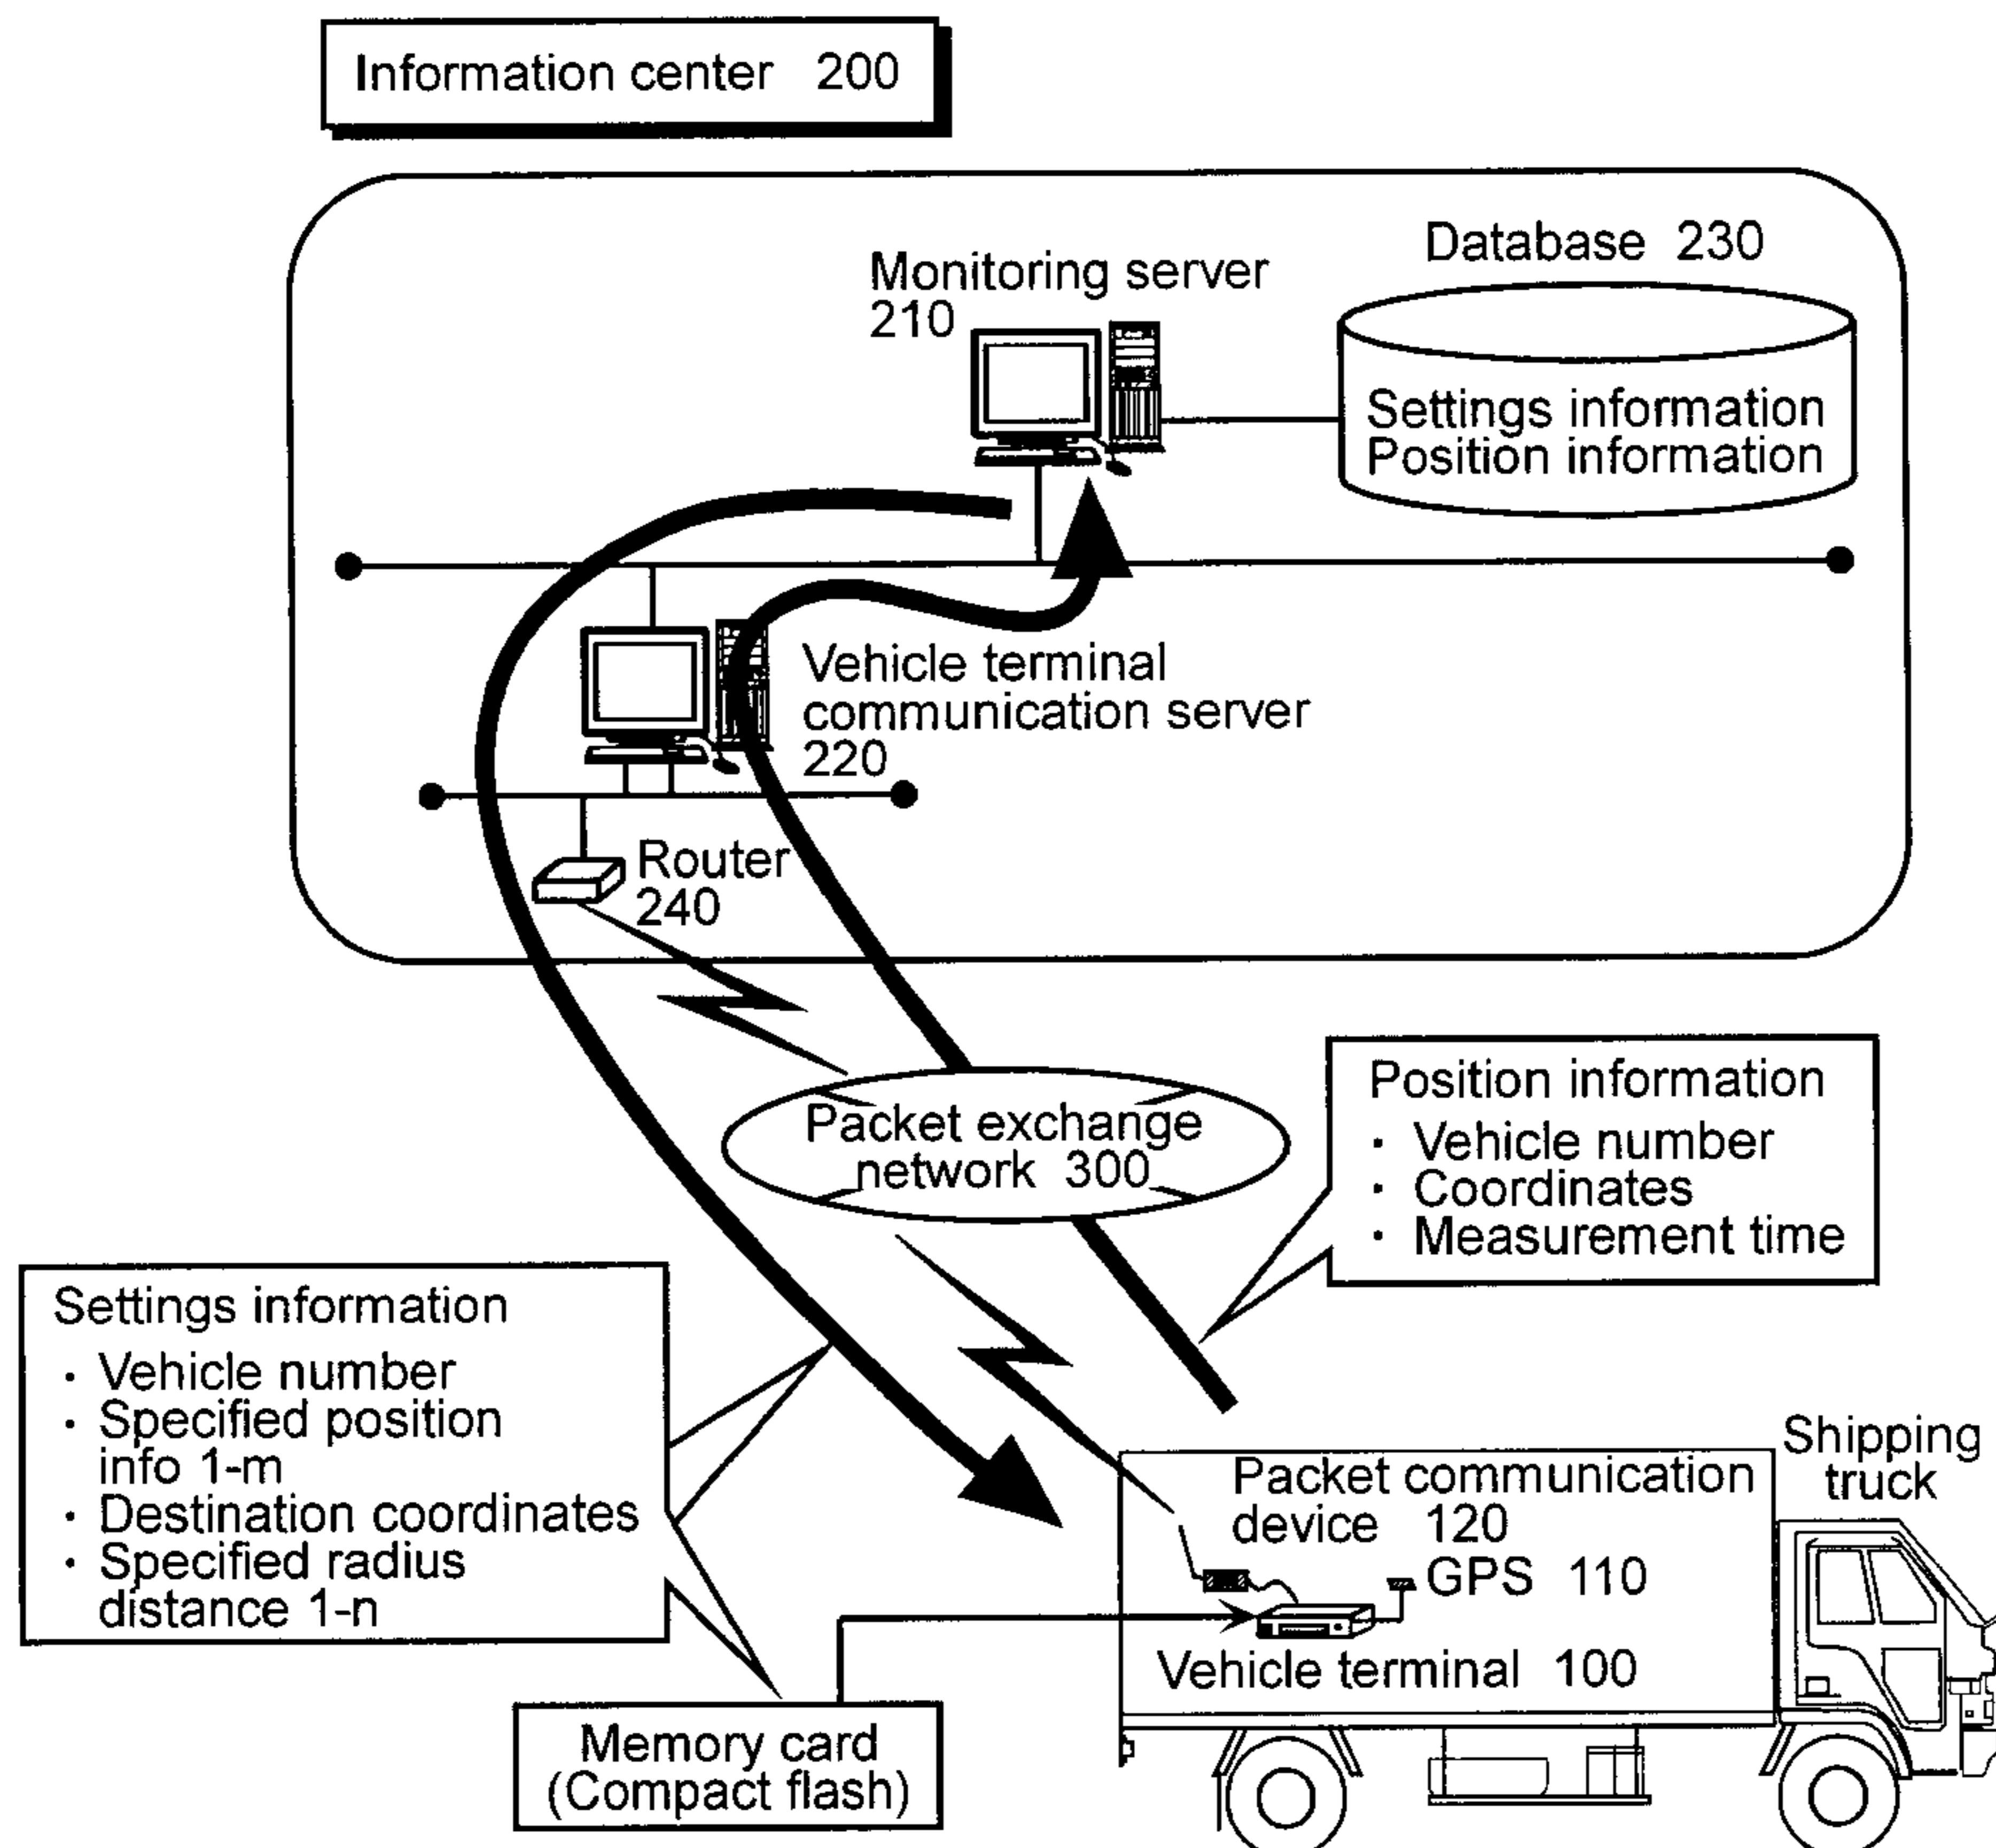 Information center 200
Database 230
Monitoring server
210
Settings information
Position information
Vehicle terminal
communication server
220
Router
240
Packet exchange
network 300
Position information
· Vehicle number
· Coordinates
· Measurement time
Settings information
· Vehicle number
· Specified position
info 1-m
· Destination coordinates
· Specified radius
distance 1-n
Shipping
truck
Packet communication
device 120
GPS 110
Vehicle terminal 100
Memory card
(Compact flash)